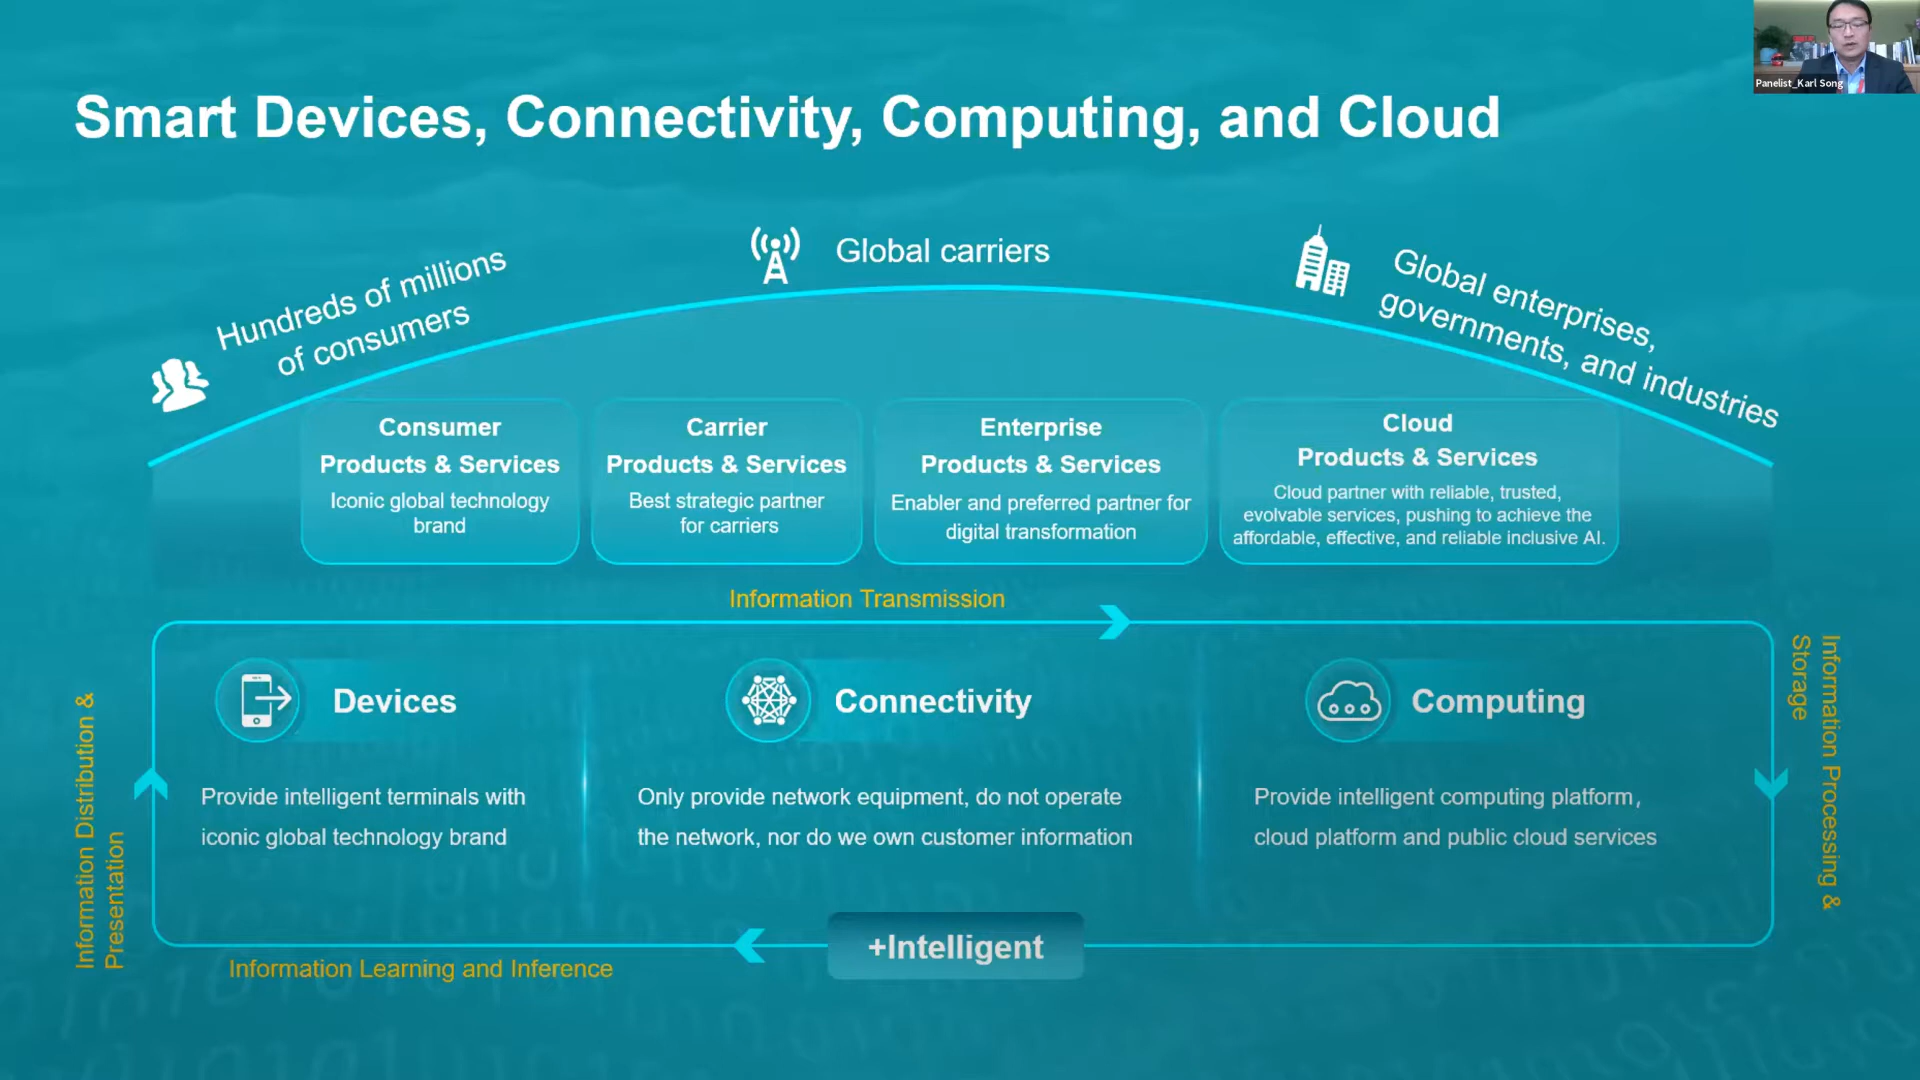 Panelist_Karl Song
Smart Devices, Connectivity, Computing, and Cloud
Hundreds of millions
of consumers
Global carriers
Global enterprises,
governments, and industries
Consumer
Products & Services
Iconic global technology
brand
Carrier
Products & Services
Best strategic partner
for carriers
Enterprise
Products & Services
Enabler and preferred partner for
digital transformation
Cloud
Products & Services
Cloud partner with reliable, trusted,
evolvable services, pushing to achieve the
affordable, effective, and reliable inclusive AI.
Information Transmission
Devices
Provide intelligent terminals with
iconic global technology brand
Connectivity
Only provide network equipment, do not operate
the network, nor do we own customer information
Computing
Provide intelligent computing platform,
cloud platform and public cloud services
Information Processing &
Storage
+Intelligent
Information Learning and Inference
Information Distribution &
Presentation